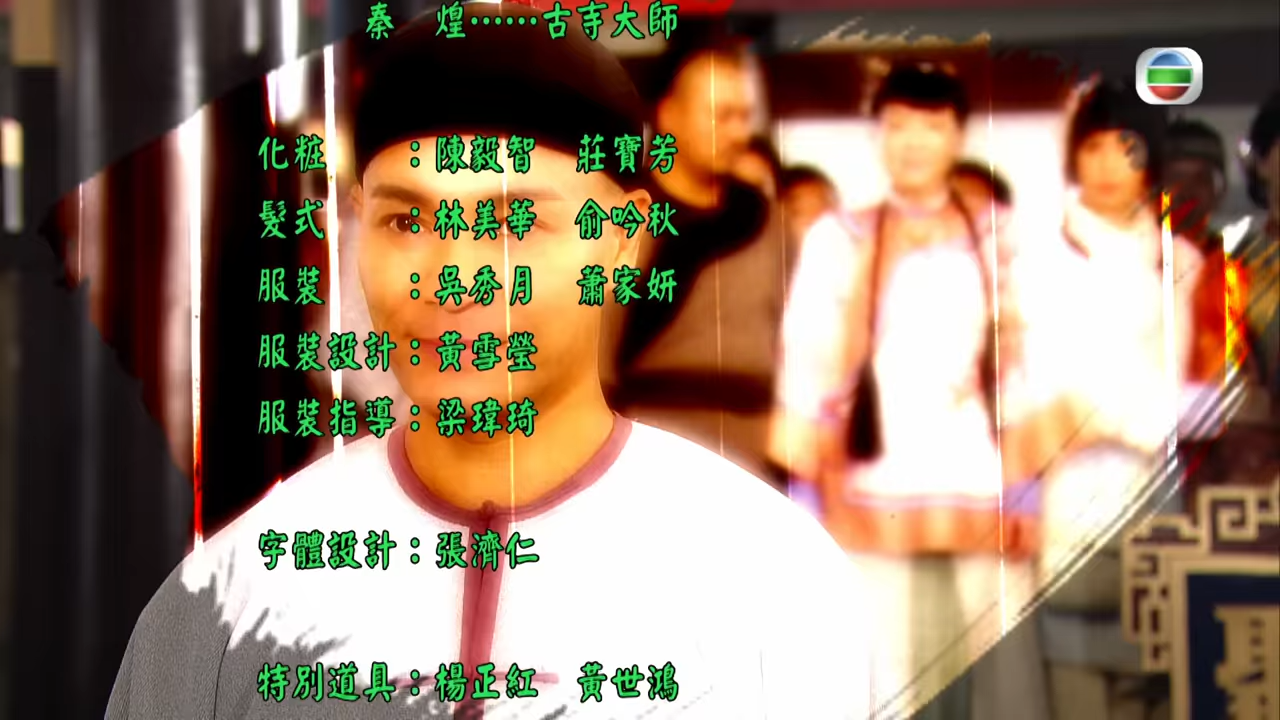 秦　煌……古寺大師
化粧　　：陳毅智　莊寶芳
髮式　　：林美華　俞吟秋
服裝　　：吳秀月　蕭家妍
服裝設計：黃雪瑩
服裝指導：梁瑋琦
字體設計：張濟仁
特別道具：楊正紅　黃世鴻